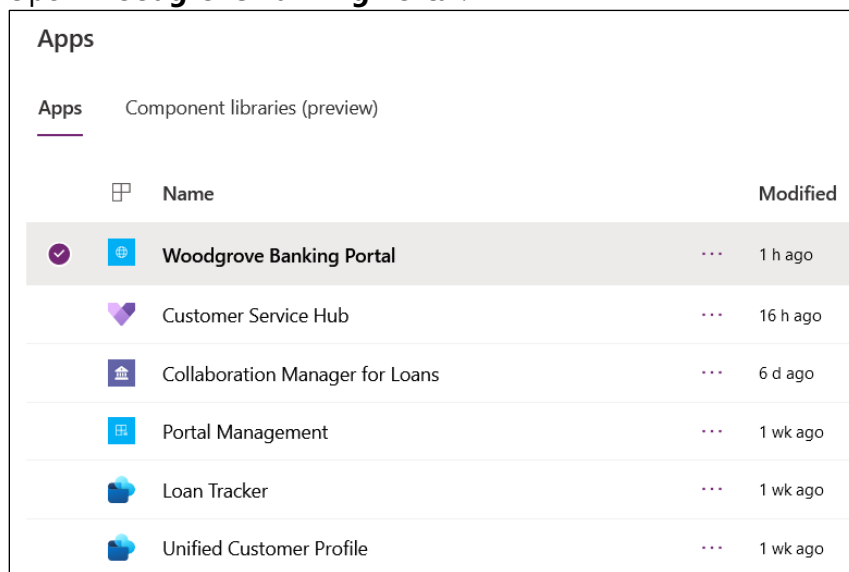 Apps
Apps Component libraries (preview)
Name Modified
Woodgrove Banking Portal ... 1 h ago
Customer Service Hub ... 16 h ago
Collaboration Manager for Loans ... 6 d ago
Portal Management ... 1 wk ago
Loan Tracker ... 1 wk ago
Unified Customer Profile ... 1 wk ago